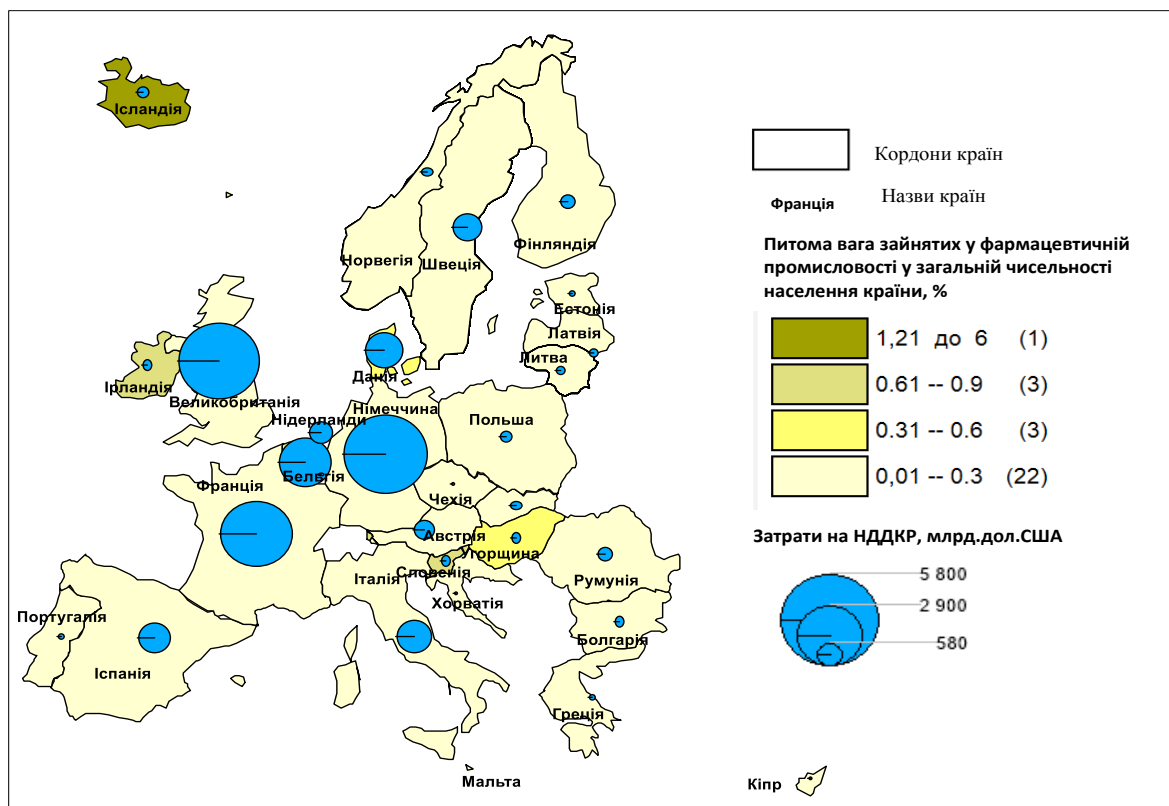 Ісландія
Норвегія
Швеція
Фінляндія
Естонія
Латвія
Литва
Ірландія
Великобританія
Данія
Нідерланди
Німеччина
Польша
Белегія
Франція
Чехія
Австрія
Угорщина
Словенія
Італія
Хорватія
Румунія
Болгарія
Португалія
Іспанія
Греція
Мальта
Кіпр
Кордони країн
Франція Назви країн
Питома вага зайнятих у фармацевтичній
промисловості у загальній чисельності
населення країни, %
1,21 до 6 (1)
0.61 -- 0.9 (3)
0.31 -- 0.6 (3)
0,01 -- 0.3 (22)
Затрати на НДДКР, млрд.дол.США
5 800
2 900
580